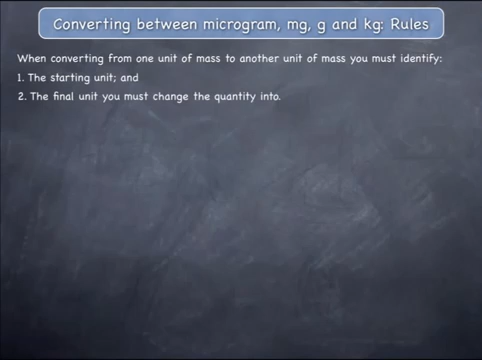 Converting between microgram, mg, g and kg: Rules
When converting from one unit of mass to another unit of mass you must identify:
1. The starting unit; and
2. The final unit you must change the quantity into.